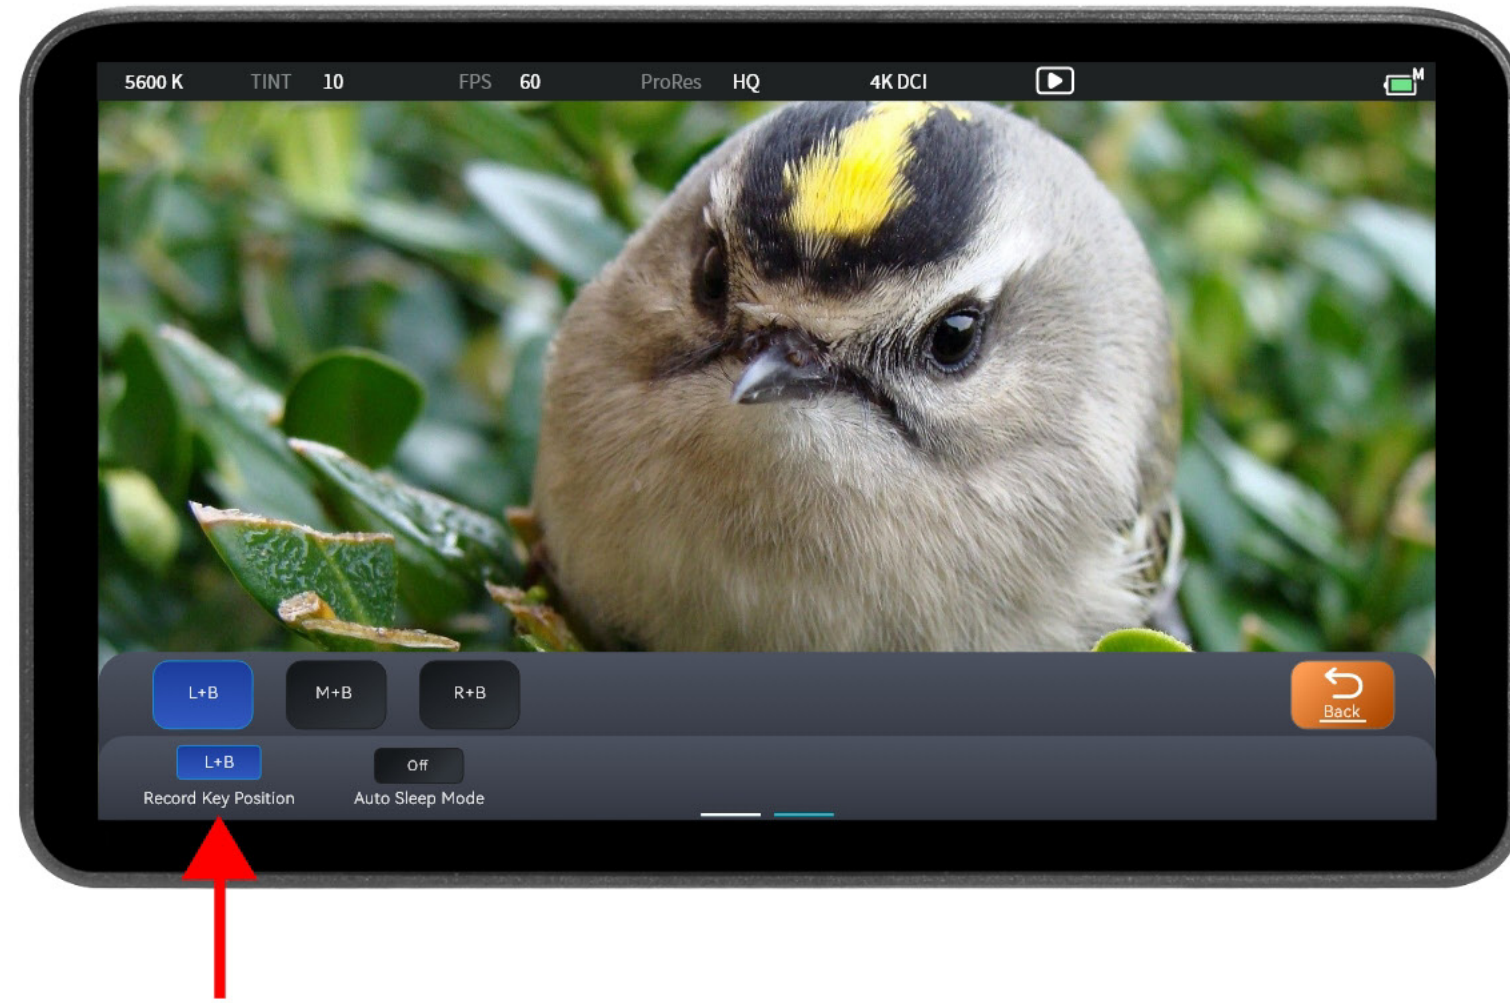 5600 K TINT 10 FPS 60 ProRes HQ 4K DCI M
L+B M+B R+B Back
L+B Off
Record Key Position Auto Sleep Mode